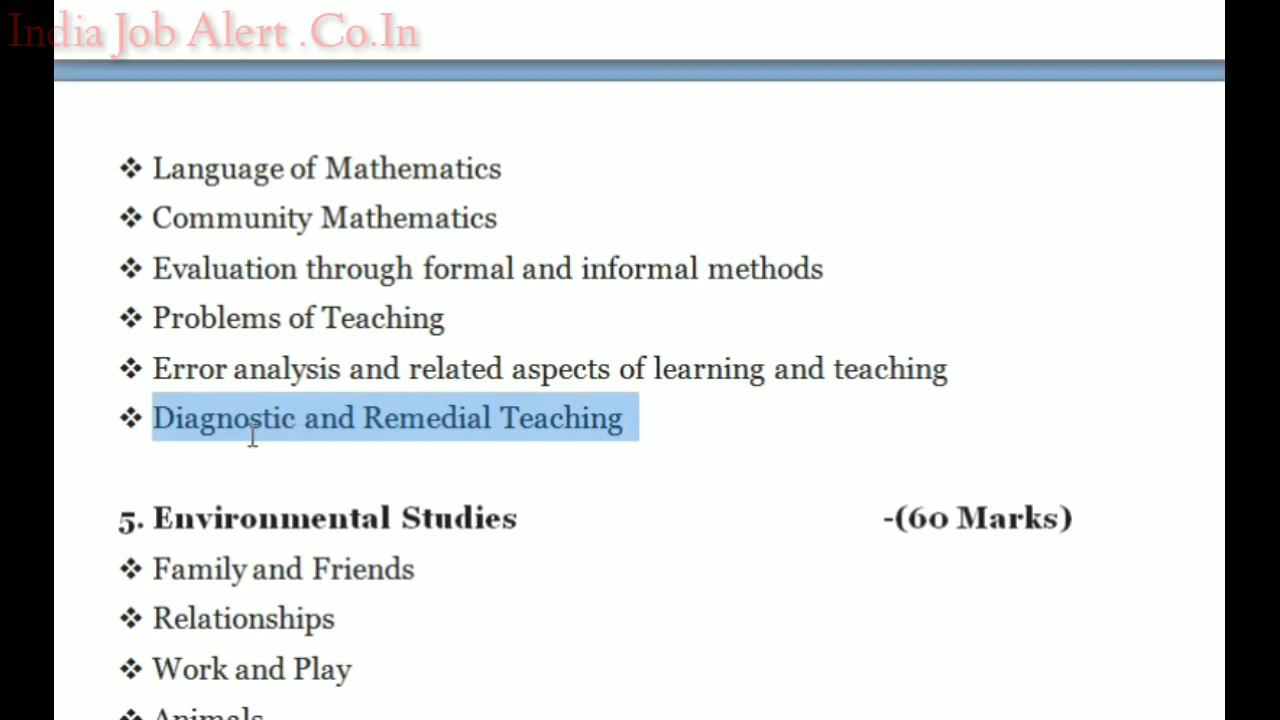 India Job Alert .Co.In
❖ Language of Mathematics
❖ Community Mathematics
❖ Evaluation through formal and informal methods
❖ Problems of Teaching
❖ Error analysis and related aspects of learning and teaching
❖ Diagnostic and Remedial Teaching
5. Environmental Studies -(60 Marks)
❖ Family and Friends
❖ Relationships
❖ Work and Play
❖ Animals